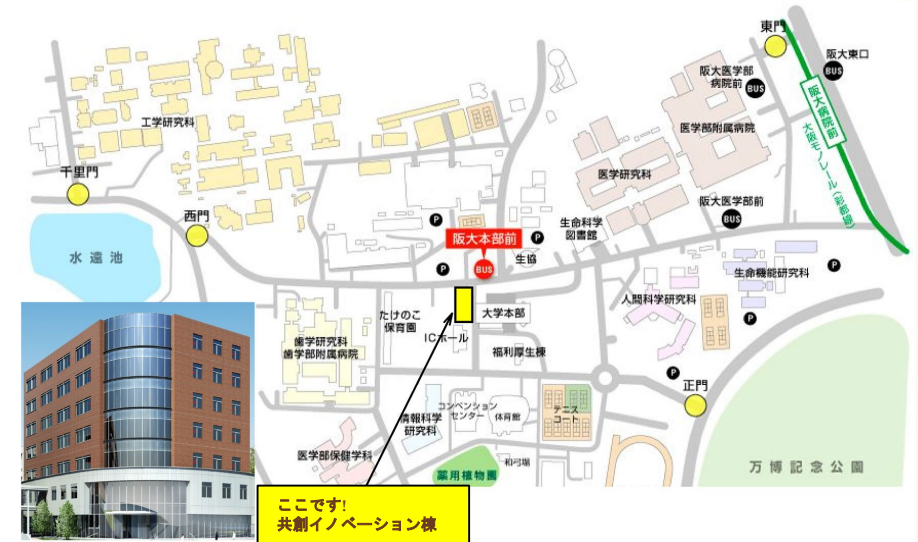 東門
阪大東口
BUS
阪大医学部
病院前
BUS
阪大病院前
大阪モノレール(彩都線)
工学研究科
医学部附属病院
千里門
医学研究科
西門
阪大医学部前
BUS
P
生命科学
図書館
阪大本部前
P
水遠池
BUS
生協
P
P
生命機能研究科
人間科学研究科
たけのこ
保育園
大学本部
P
ICホール
歯学研究科
歯学部附属病院
福利厚生棟
P
正門
コンベンション
センター
体育館
テニス
コート
情報科学
研究科
医学部保健学科
和弓場
薬用植物園
万博記念公園
ここです!
共創イノベーション棟